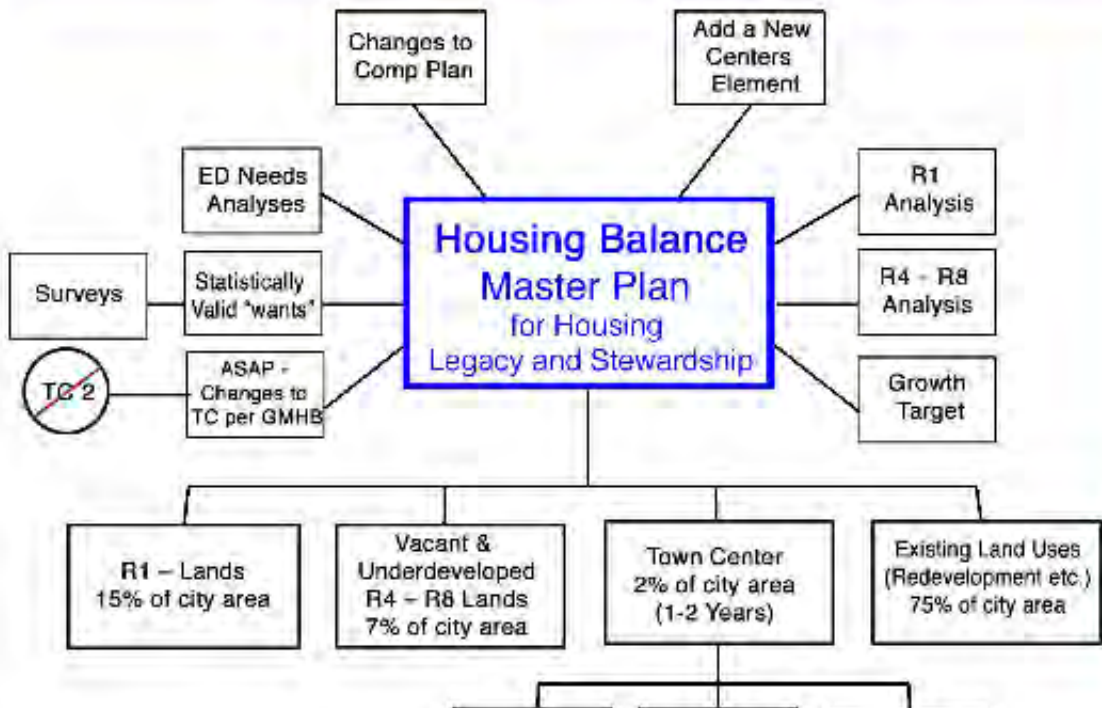 Changes to
Comp Plan
Add a New
Centers
Element
ED Needs
Analyses
R1
Analysis
Housing Balance
Master Plan
for Housing
Legacy and Stewardship
Surveys
Statistically
Valid "wants"
R4 - R8
Analysis
TC 2
ASAP -
Changes to
TC per GMHB
Growth
Target
R1 – Lands
15% of city area
Vacant &
Underdeveloped
R4 – R8 Lands
7% of city area
Town Center
2% of city area
(1-2 Years)
Existing Land Uses
(Redevelopment etc.)
75% of city area